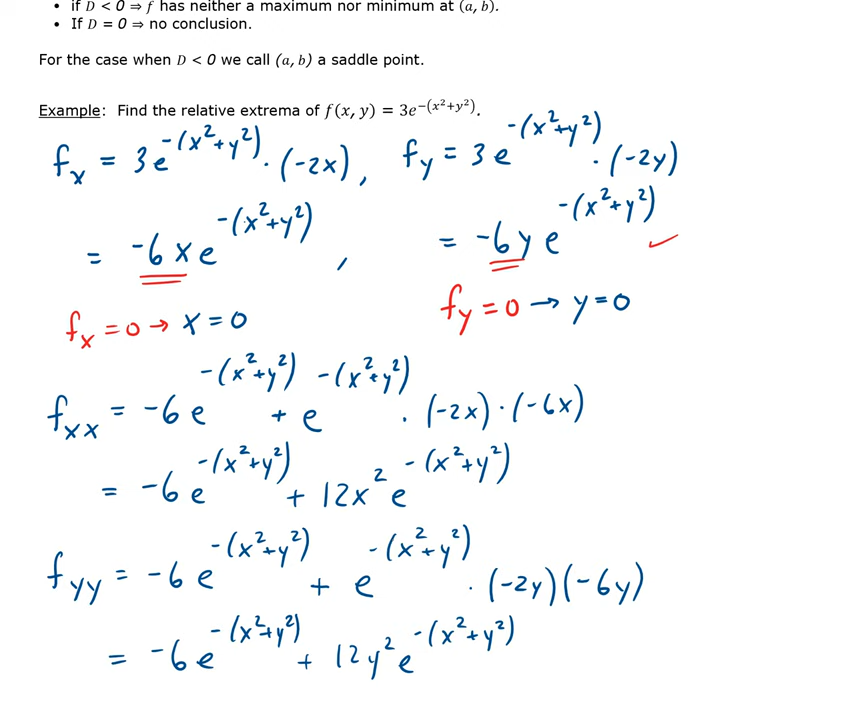 • if D < 0 ⇒ f has neither a maximum nor minimum at (a, b).
• If D = 0 ⇒ no conclusion.
For the case when D < 0 we call (a, b) a saddle point.
Example: Find the relative extrema of f(x, y) = 3e^−(x²+y²).
f_x = 3e^-(x²+y²) · (-2x), f_y = 3e^-(x²+y²) · (-2y)
= -6xe^-(x²+y²), = -6ye^-(x²+y²) ✓
f_x = 0 → x = 0 f_y = 0 → y = 0
f_xx = -6e^-(x²+y²) + e^-(x²+y²) · (-2x) · (-6x)
= -6e^-(x²+y²) + 12x²e^-(x²+y²)
f_yy = -6e^-(x²+y²) + e^-(x²+y²) · (-2y)(-6y)
= -6e^-(x²+y²) + 12y²e^-(x²+y²)